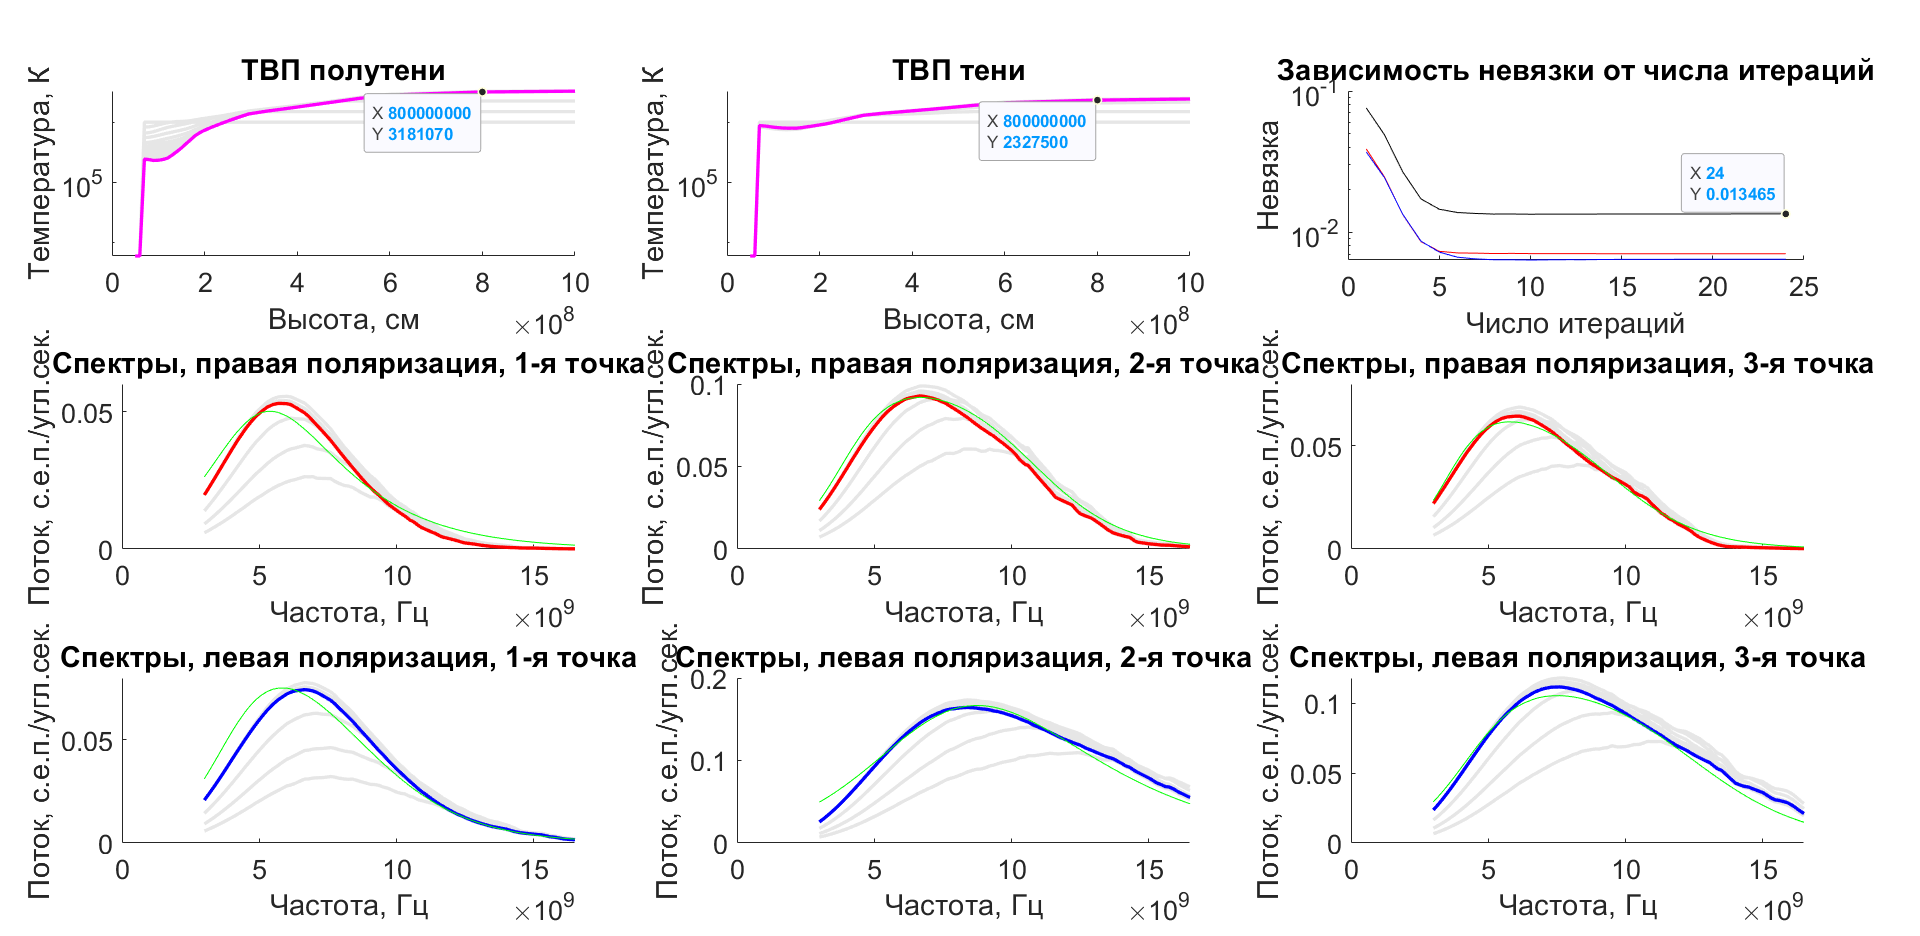 ТВП полутени
Температура, К
10^5
X 800000000
Y 3181070
0 2 4 6 8 10
Высота, см
×10^8
ТВП тени
Температура, К
10^5
X 800000000
Y 2327500
0 2 4 6 8 10
Высота, см
×10^8
Зависимость невязки от числа итераций
Невязка
10^-1
10^-2
X 24
Y 0.013465
0 5 10 15 20 25
Число итераций
Спектры, правая поляризация, 1-я точка
Поток, с.е.п./угл.сек.
0.05
0
0 5 10 15
Частота, Гц
×10^9
Спектры, правая поляризация, 2-я точка
Поток, с.е.п./угл.сек.
0.1
0.05
0
0 5 10 15
Частота, Гц
×10^9
Спектры, правая поляризация, 3-я точка
Поток, с.е.п./угл.сек.
0.05
0
0 5 10 15
Частота, Гц
×10^9
Спектры, левая поляризация, 1-я точка
Поток, с.е.п./угл.сек.
0.05
0
0 5 10 15
Частота, Гц
×10^9
Спектры, левая поляризация, 2-я точка
Поток, с.е.п./угл.сек.
0.2
0.1
0
0 5 10 15
Частота, Гц
×10^9
Спектры, левая поляризация, 3-я точка
Поток, с.е.п./угл.сек.
0.1
0.05
0
0 5 10 15
Частота, Гц
×10^9